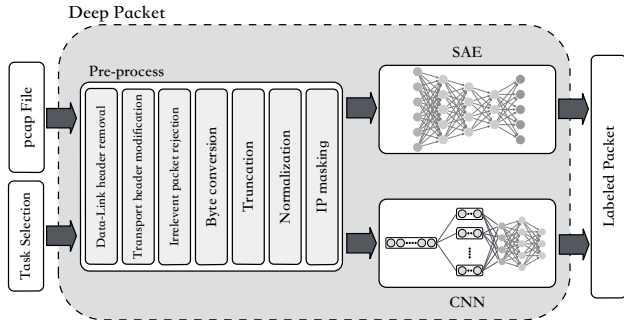 Deep Packet
pcap File
Task Selection
Pre-process
Data-Link header removal
Transport header modification
Irrelevent packet rejection
Byte conversion
Truncation
Normalization
IP masking
SAE
CNN
Labeled Packet